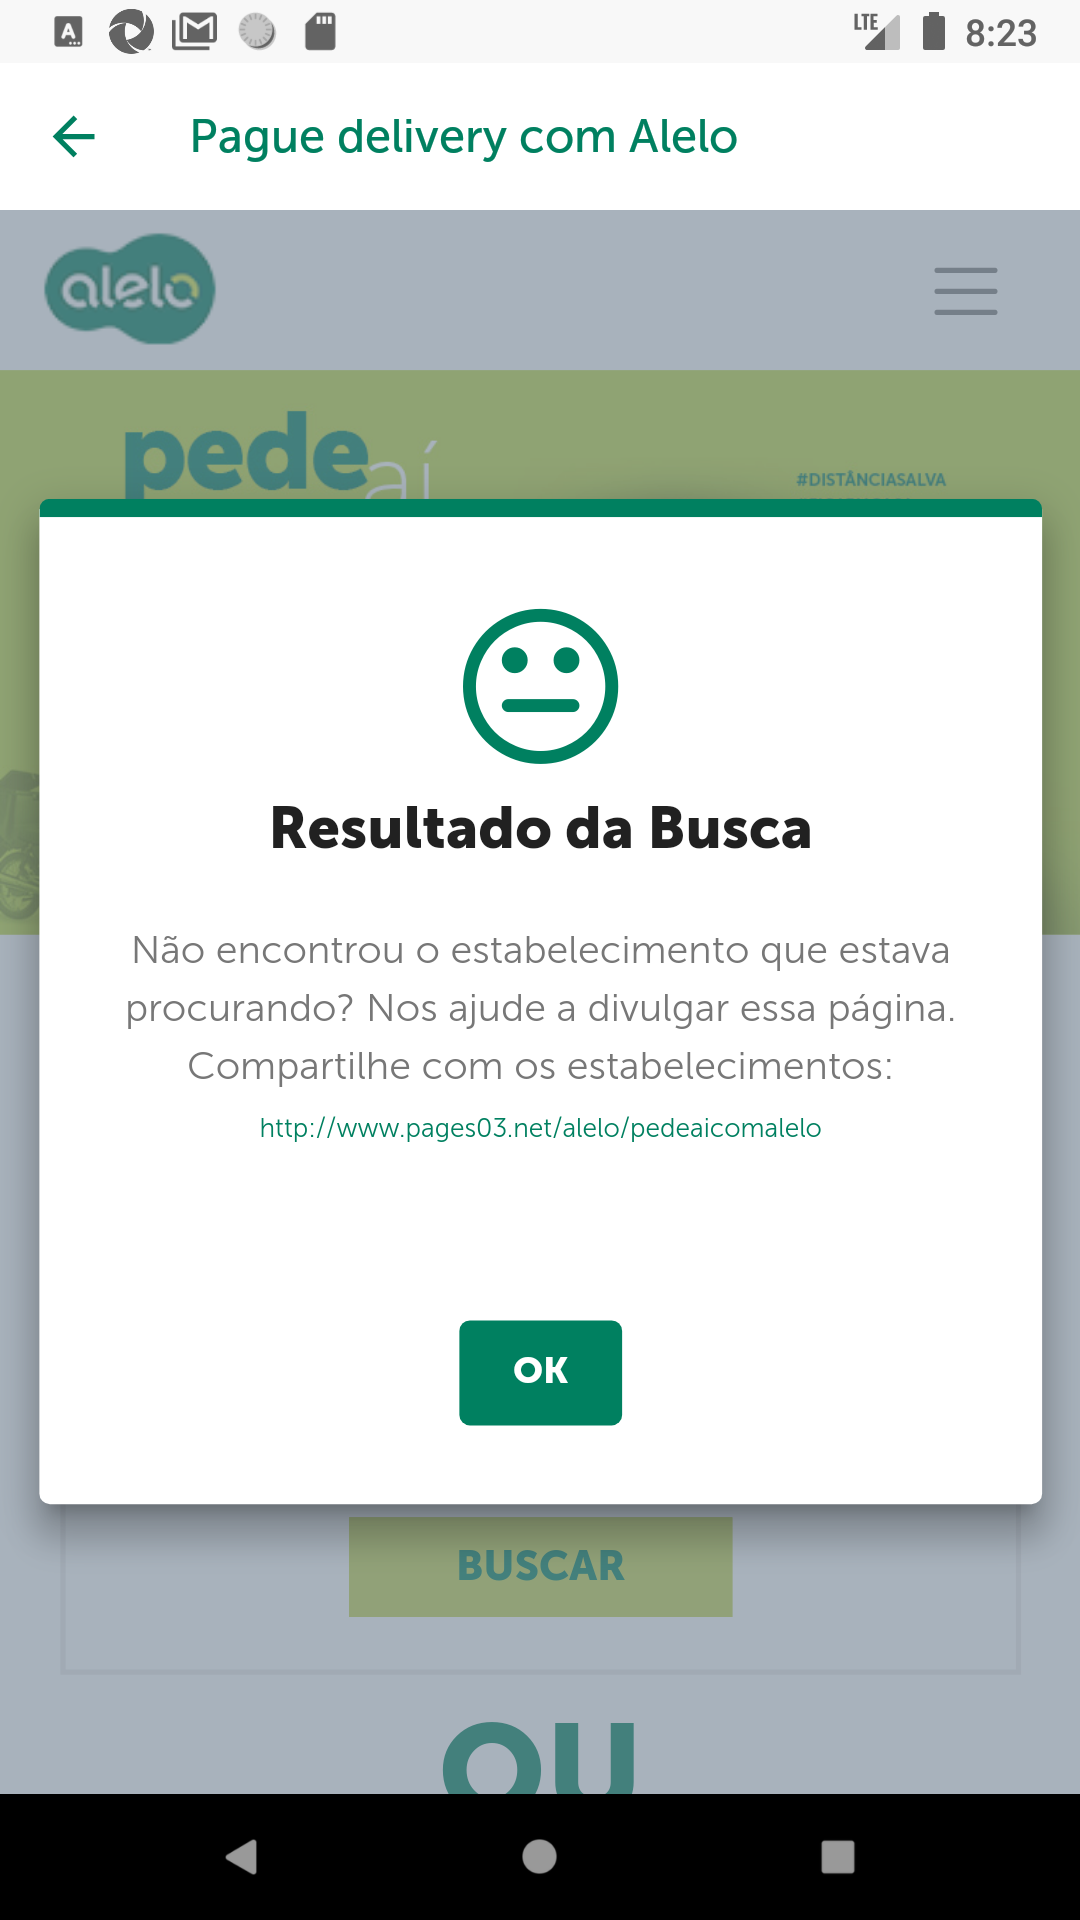 LTE 8:23
Pague delivery com Alelo
alelo
pede aí
#DISTÂNCIASALVA
Resultado da Busca
Não encontrou o estabelecimento que estava
procurando? Nos ajude a divulgar essa página.
Compartilhe com os estabelecimentos:
http://www.pages03.net/alelo/pedeaicomalelo
OK
BUSCAR
OU